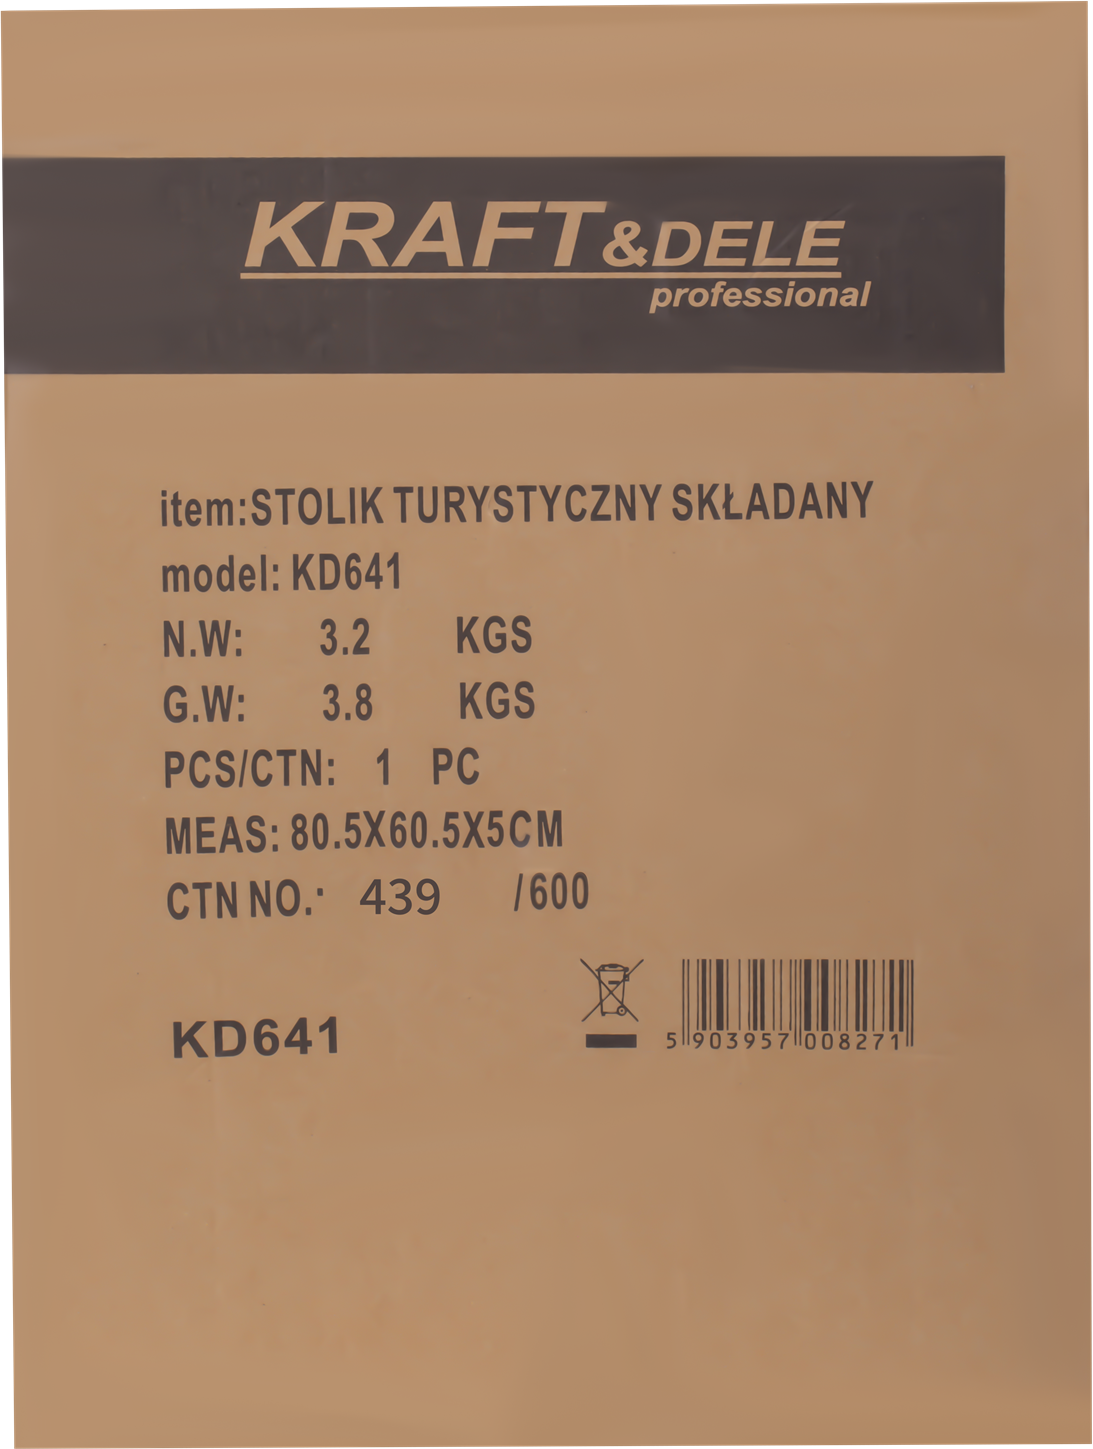 KRAFT&DELE
professional
item:STOLIK TURYSTYCZNY SKŁADANY
model: KD641
N.W: 3.2 KGS
G.W: 3.8 KGS
PCS/CTN: 1 PC
MEAS: 80.5X60.5X5CM
CTN NO.: 439 /600
KD641
5 903957 008271